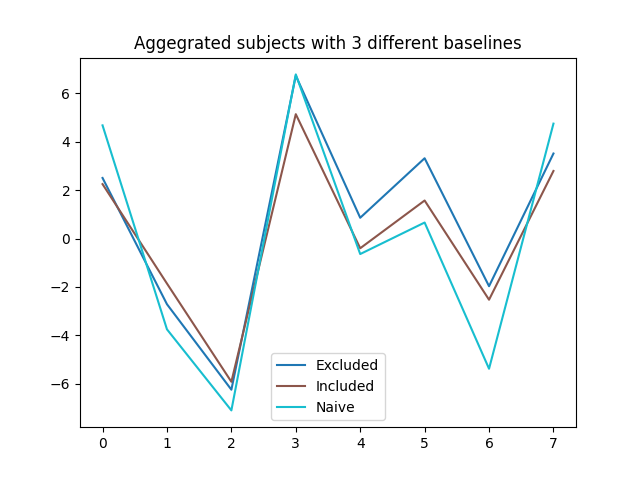 Aggegrated subjects with 3 different baselines
6
4
2
0
−2
−4
−6
Excluded
Included
Naive
0 1 2 3 4 5 6 7